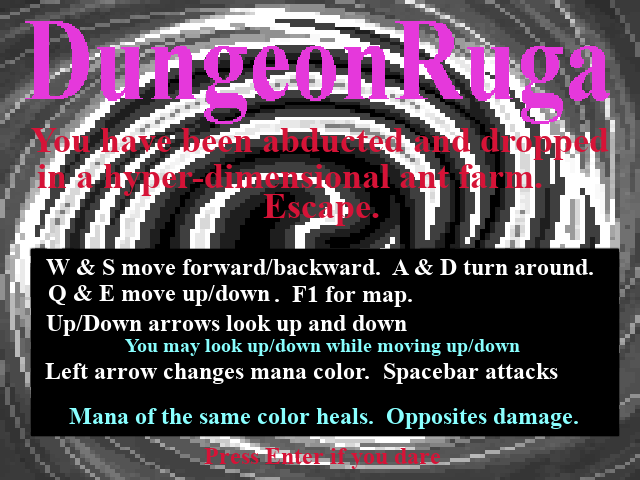 DungeonRuga
You have been abducted and dropped
in a hyper-dimensional ant farm.
Escape.
W & S move forward/backward.  A & D turn around.
Q & E move up/down .  F1 for map.
Up/Down arrows look up and down
You may look up/down while moving up/down
Left arrow changes mana color.  Spacebar attacks
Mana of the same color heals.  Opposites damage.
Press Enter if you dare